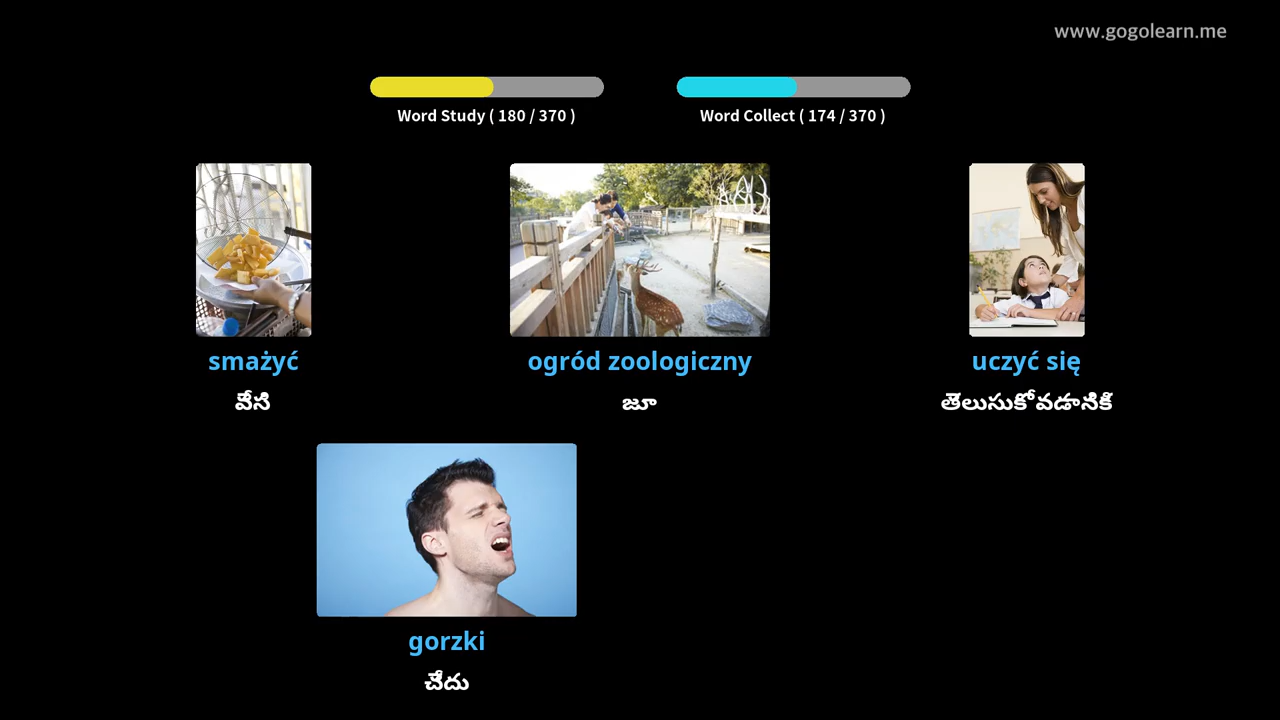 www.gogolearn.me
Word Study ( 180 / 370 )
Word Collect ( 174 / 370 )
smażyć
వేసి
ogród zoologiczny
జూ
uczyć się
తెలుసుకోవడానికి
gorzki
చేదు